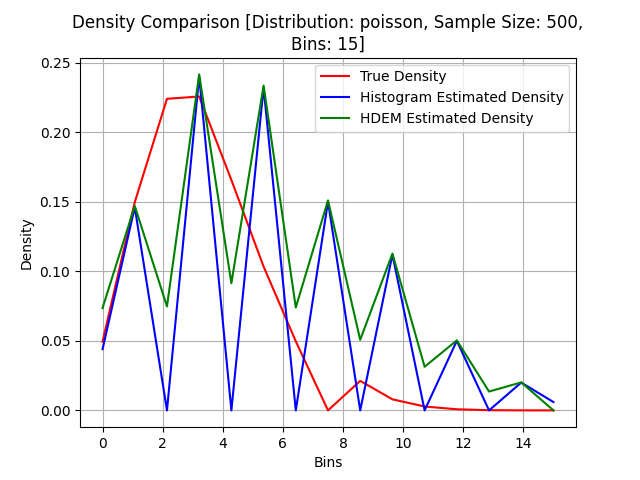 Density Comparison [Distribution: poisson, Sample Size: 500,
Bins: 15]
True Density
Histogram Estimated Density
HDEM Estimated Density
Density
0.25
0.20
0.15
0.10
0.05
0.00
0 2 4 6 8 10 12 14
Bins